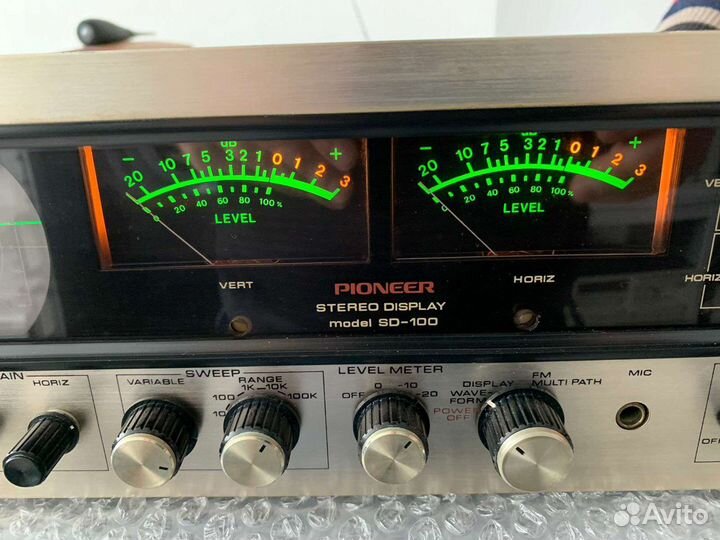 dB
- 20 10 7 5 3 2 1 0 1 2 3 +
0 20 40 60 80 100%
LEVEL
dB
- 20 10 7 5 3 2 1 0 1 2 3 +
0 20 40 60 80 100%
LEVEL
VERT
PIONEER
HORIZ
HORIZ
STEREO DISPLAY
model SD-100
SWEEP
LEVEL METER
HORIZ
VARIABLE
RANGE
1K-10K
100
100K
0
-10
OFF
-20
DISPLAY
WAVE
FORM
POWER
OFF
FM
MULTI PATH
MIC
Avito